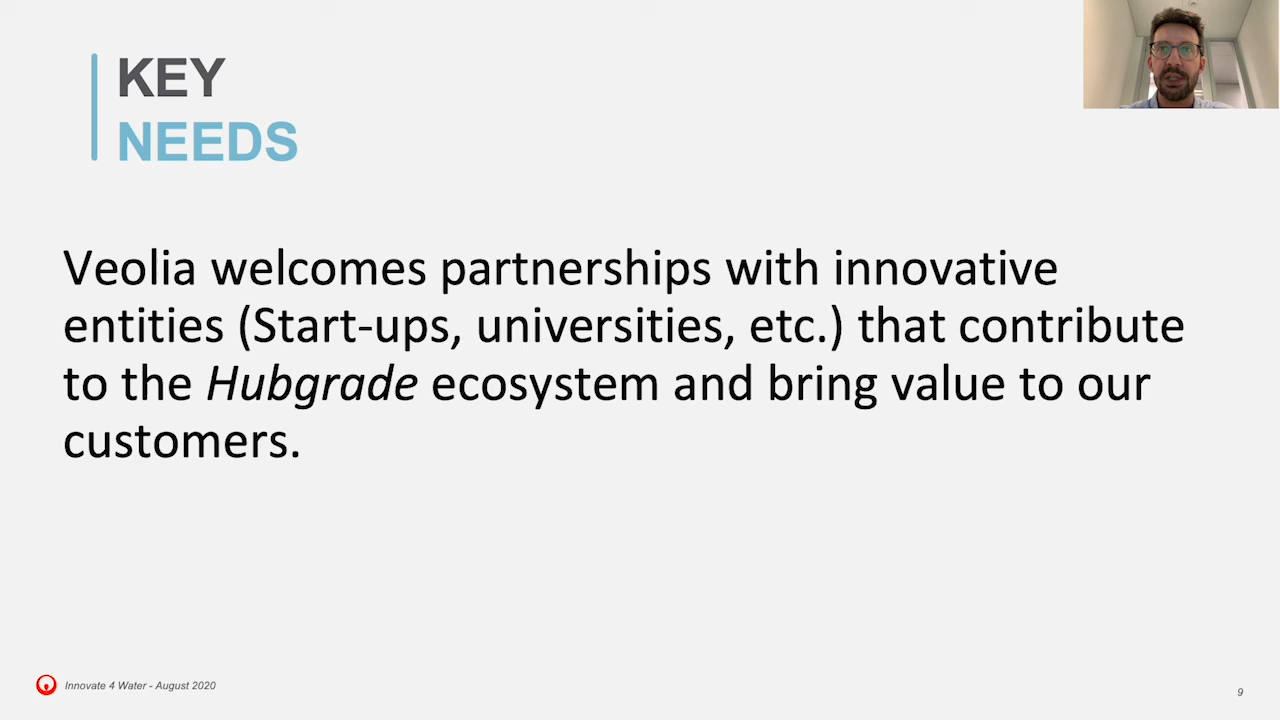 KEY
NEEDS
Veolia welcomes partnerships with innovative
entities (Start-ups, universities, etc.) that contribute
to the Hubgrade ecosystem and bring value to our
customers.
Innovate 4 Water - August 2020
9